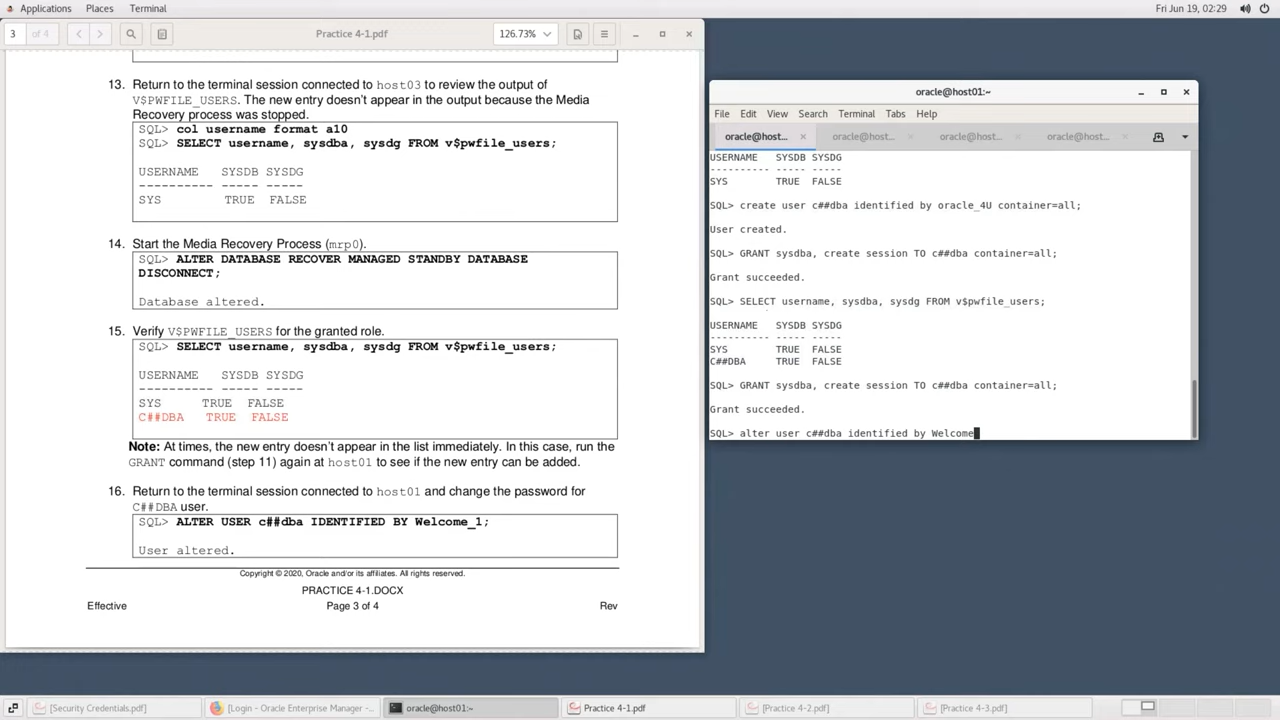 Applications Places Terminal Fri Jun 19, 02:29
3 of 4 Practice 4-1.pdf 126.73%
13. Return to the terminal session connected to host03 to review the output of
V$PWFILE_USERS. The new entry doesn't appear in the output because the Media
Recovery process was stopped.
SQL> col username format a10
SQL> SELECT username, sysdba, sysdg FROM v$pwfile_users;
USERNAME SYSDB SYSDG
---------- ----- -----
SYS TRUE FALSE
14. Start the Media Recovery Process (mrp0).
SQL> ALTER DATABASE RECOVER MANAGED STANDBY DATABASE
DISCONNECT;
Database altered.
15. Verify V$PWFILE_USERS for the granted role.
SQL> SELECT username, sysdba, sysdg FROM v$pwfile_users;
USERNAME SYSDB SYSDG
---------- ----- -----
SYS TRUE FALSE
C##DBA TRUE FALSE
Note: At times, the new entry doesn't appear in the list immediately. In this case, run the
GRANT command (step 11) again at host01 to see if the new entry can be added.
16. Return to the terminal session connected to host01 and change the password for
C##DBA user.
SQL> ALTER USER c##dba IDENTIFIED BY Welcome_1;
User altered.
Copyright © 2020, Oracle and/or its affiliates. All rights reserved.
PRACTICE 4-1.DOCX
Effective Page 3 of 4 Rev
oracle@host01:~
File Edit View Search Terminal Tabs Help
oracle@host... oracle@host... oracle@host... oracle@host...
USERNAME SYSDB SYSDG
---------- ----- -----
SYS TRUE FALSE
SQL> create user c##dba identified by oracle_4U container=all;
User created.
SQL> GRANT sysdba, create session TO c##dba container=all;
Grant succeeded.
SQL> SELECT username, sysdba, sysdg FROM v$pwfile_users;
USERNAME SYSDB SYSDG
---------- ----- -----
SYS TRUE FALSE
C##DBA TRUE FALSE
SQL> GRANT sysdba, create session TO c##dba container=all;
Grant succeeded.
SQL> alter user c##dba identified by Welcome
[Security Credentials.pdf] [Login - Oracle Enterprise Manager -... oracle@host01:~ Practice 4-1.pdf [Practice 4-2.pdf] [Practice 4-3.pdf]